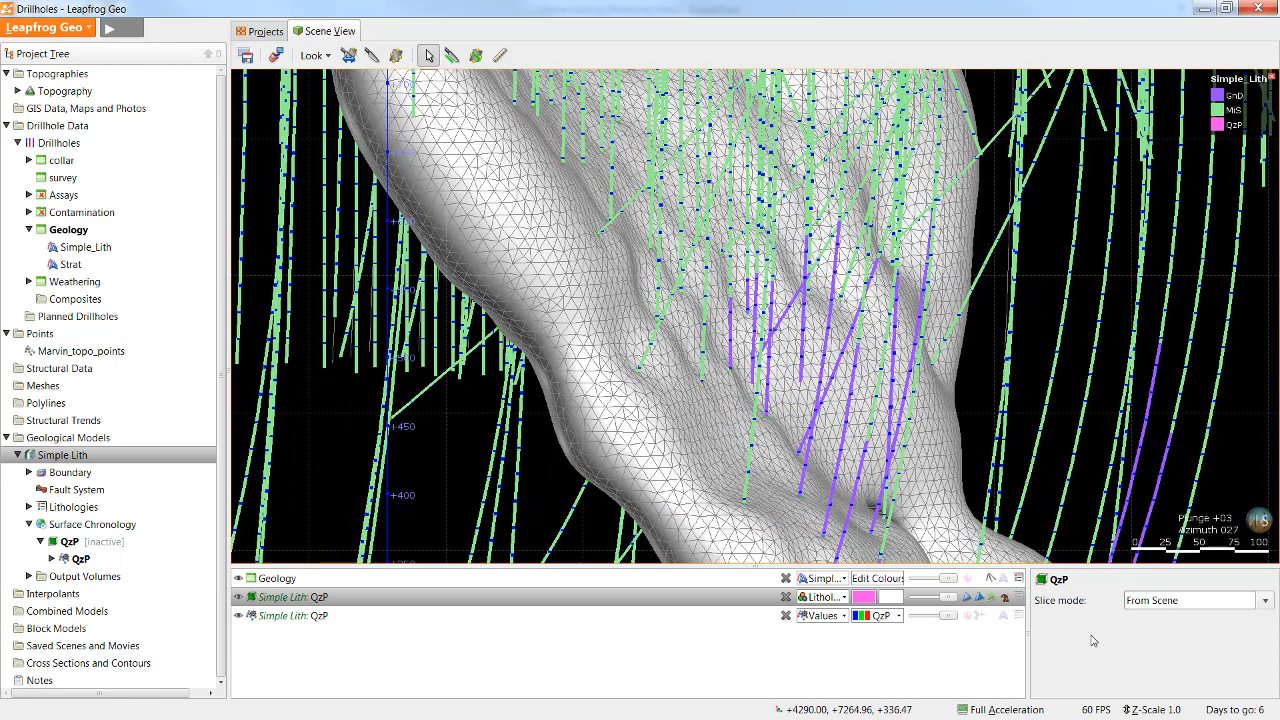 Drillholes - Leapfrog Geo
Leapfrog Geo
Projects
Scene View
Project Tree
0
Look
Topographies
Topography
GIS Data, Maps and Photos
Drillhole Data
Drillholes
collar
survey
Assays
Contamination
Geology
Simple_Lith
Strat
Weathering
Composites
Planned Drillholes
Points
Marvin_topo_points
Structural Data
Meshes
Polylines
Structural Trends
Geological Models
Simple Lith
Boundary
Fault System
Lithologies
Surface Chronology
QzP [inactive]
QzP
Output Volumes
Interpolants
Combined Models
Block Models
Saved Scenes and Movies
Cross Sections and Contours
Notes
Simple_Lith
GnD
MiS
QzP
+450
+400
Plunge +03
Azimuth 027
0 25 50 75 100
Geology
Simpl...
Edit Colours
Simple Lith: QzP
Lithol...
Simple Lith: QzP
Values
QzP
QzP
Slice mode:
From Scene
+4290.00, +7264.96, +336.47
Full Acceleration
60 FPS
Z-Scale 1.0
Days to go: 6